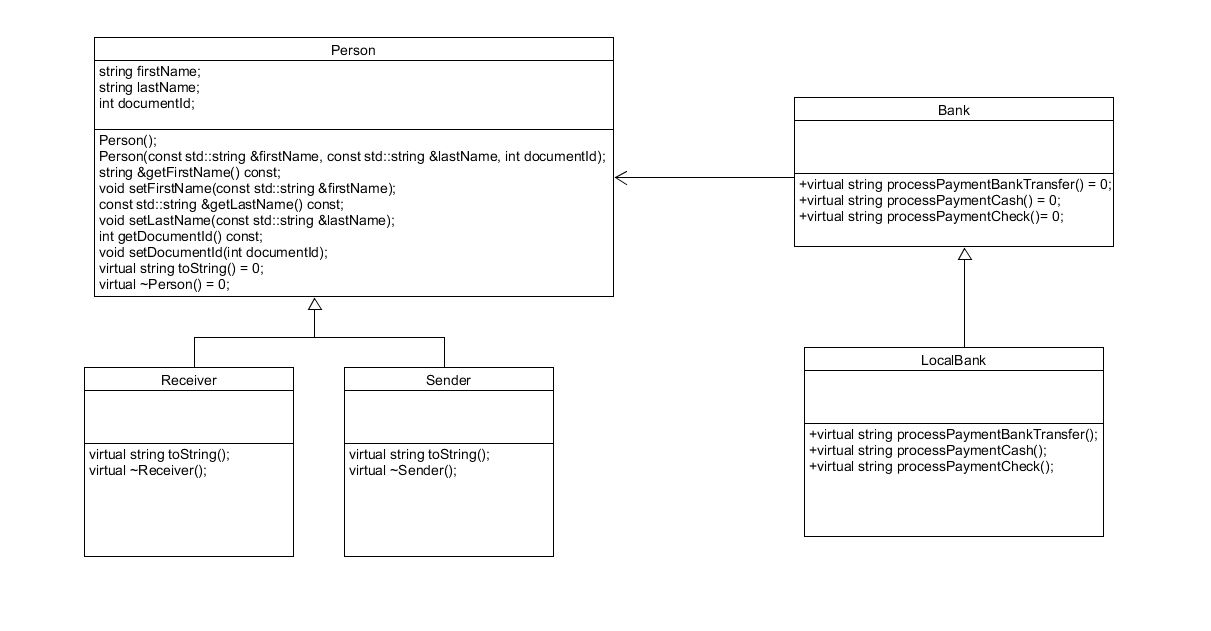 Person
string firstName;
string lastName;
int documentId;
Person();
Person(const std::string &firstName, const std::string &lastName, int documentId);
string &getFirstName() const;
void setFirstName(const std::string &firstName);
const std::string &getLastName() const;
void setLastName(const std::string &lastName);
int getDocumentId() const;
void setDocumentId(int documentId);
virtual string toString() = 0;
virtual ~Person() = 0;
Bank
+virtual string processPaymentBankTransfer() = 0;
+virtual string processPaymentCash() = 0;
+virtual string processPaymentCheck()= 0;
Receiver
virtual string toString();
virtual ~Receiver();
Sender
virtual string toString();
virtual ~Sender();
LocalBank
+virtual string processPaymentBankTransfer();
+virtual string processPaymentCash();
+virtual string processPaymentCheck();